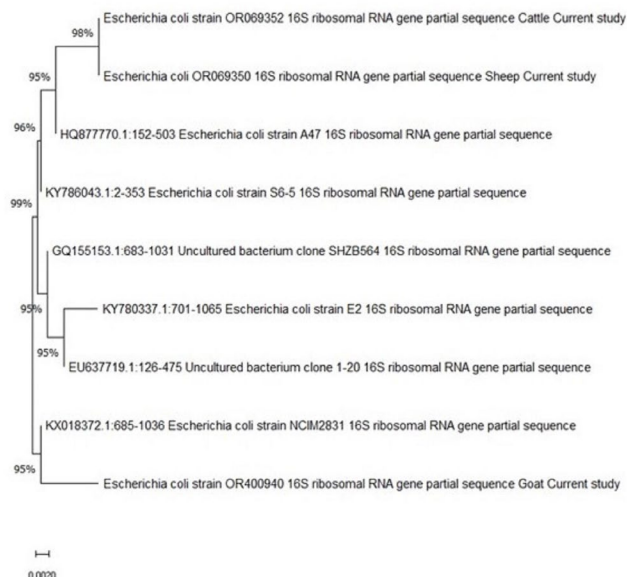 Escherichia coli strain OR069352 16S ribosomal RNA gene partial sequence Cattle Current study
98%
Escherichia coli OR069350 16S ribosomal RNA gene partial sequence Sheep Current study
95%
HQ877770.1:152-503 Escherichia coli strain A47 16S ribosomal RNA gene partial sequence
96%
KY786043.1:2-353 Escherichia coli strain S6-5 16S ribosomal RNA gene partial sequence
99%
GQ155153.1:683-1031 Uncultured bacterium clone SHZB564 16S ribosomal RNA gene partial sequence
95%
KY780337.1:701-1065 Escherichia coli strain E2 16S ribosomal RNA gene partial sequence
95%
EU637719.1:126-475 Uncultured bacterium clone 1-20 16S ribosomal RNA gene partial sequence
KX018372.1:685-1036 Escherichia coli strain NCIM2831 16S ribosomal RNA gene partial sequence
95%
Escherichia coli strain OR400940 16S ribosomal RNA gene partial sequence Goat Current study
0.0020